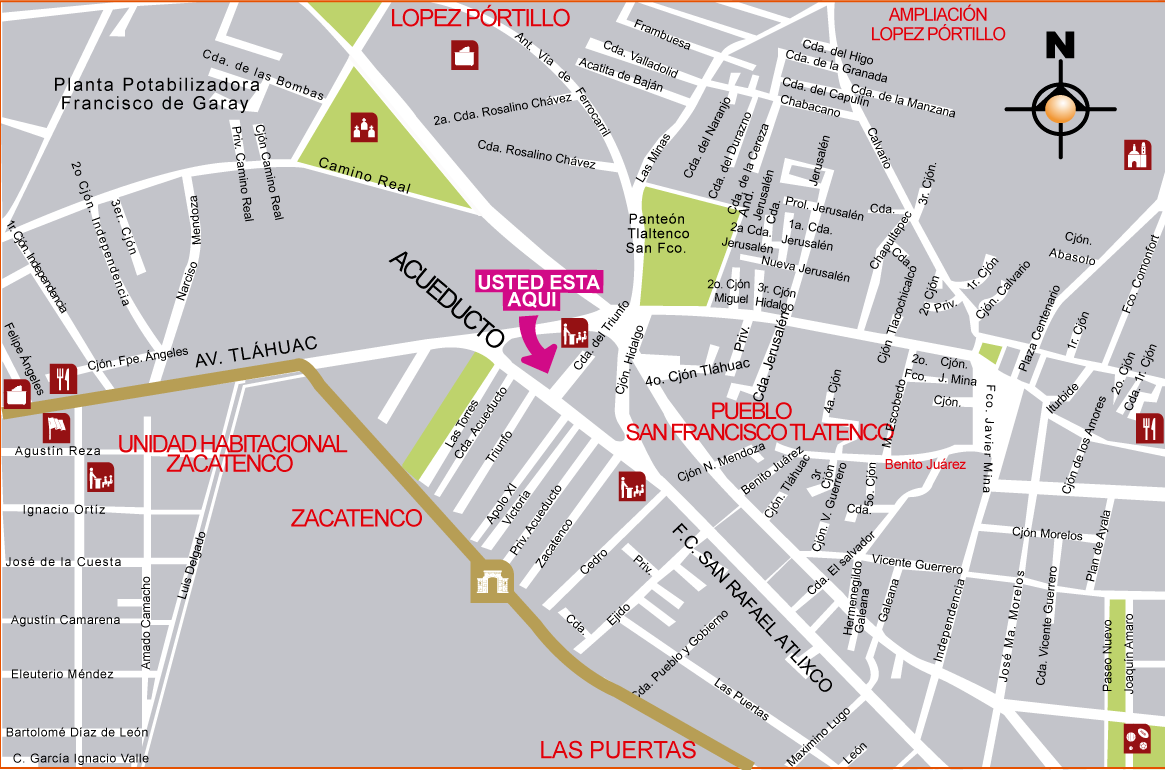 LOPEZ PÓRTILLO
AMPLIACIÓN
LOPEZ PÓRTILLO
N
Planta Potabilizadora
Francisco de Garay
Cda. de las Bombas
Ant. Vía de Ferrocarril
Frambuesa
Cda. Valladolid
Acatita de Baján
2a. Cda. Rosalino Chávez
Cda. Rosalino Chávez
Las Minas
Cda. del Higo
Cda. de la Granada
Cda. del Capulín
Cda. de la Manzana
Chabacano
Calvario
Cda. del Naranjo
Cda. del Durazno
Cda. de la Cereza
And.
Jerusalén
Cda.
Jerusalén
Prol. Jerusalén
1a. Cda.
Jerusalén
2a Cda.
Jerusalén
Nueva Jerusalén
Cda.
Chapultepec
Cda.
3r. Cjón.
Priv. Camino Real
Cjón Camino Real
Camino Real
2o Cjón. Independencia
3er. Cjón
Narciso Mendoza
1r. Cjón. Independencia
Panteón
Tlaltenco
San Fco.
ACUEDUCTO
USTED ESTA
AQUI
2o. Cjón
Miguel Hidalgo
3r. Cjón
Cda. del Triunfo
Cjón. Hidalgo
Priv.
Cda. Jerusalén
4o. Cjón Tláhuac
Cjón Tlacochicalco
2o Cjón
Priv.
1r. Cjón
Cjón. Calvario
Plaza Centenario
Cjón.
Abasolo
Fco. Comonfort
1r. Cjón
2o. Cjón
Cda. 1r. Cjón
Felipe Ángeles
Cjón. Fpe. Ángeles
AV. TLÁHUAC
2o. Cjón.
Fco. J. Mina
Cjón.
Fco. Javier Mina
Iturbide
Cjón de los Amores
PUEBLO
SAN FRANCISCO TLATENCO
4a. Cjón
M. Escobedo
Benito Juárez
UNIDAD HABITACIONAL
ZACATENCO
Agustín Reza
Ignacio Ortíz
José de la Cuesta
Agustín Camarena
Eleuterio Méndez
Bartolomé Díaz de León
C. García Ignacio Valle
Amado Camacho
Luis Delgado
ZACATENCO
Las Torres
Cda. Acueducto
Triunfo
Apolo XI
Victoria
Priv. Acueducto
Zacatenco
Cedro
Priv.
Cda.
Ejido
Cjón N. Mendoza
Benito Juárez
Cjón. Tláhuac
3r
Cjón
Cjón. V. Guerrero
5o. Cjón
Cda.
F.C. SAN RAFAEL ATLIXCO
Cda. El salvador
Vicente Guerrero
Hermenegildo
Galeana
Galeana
Independencia
José Ma. Morelos
Cda. Vicente Guerrero
Cjón Morelos
Plan de Ayala
Paseo Nuevo
Joaquín Amaro
Cda. Pueblo y Gobierno
Las Puertas
Maximino Lugo
León
LAS PUERTAS